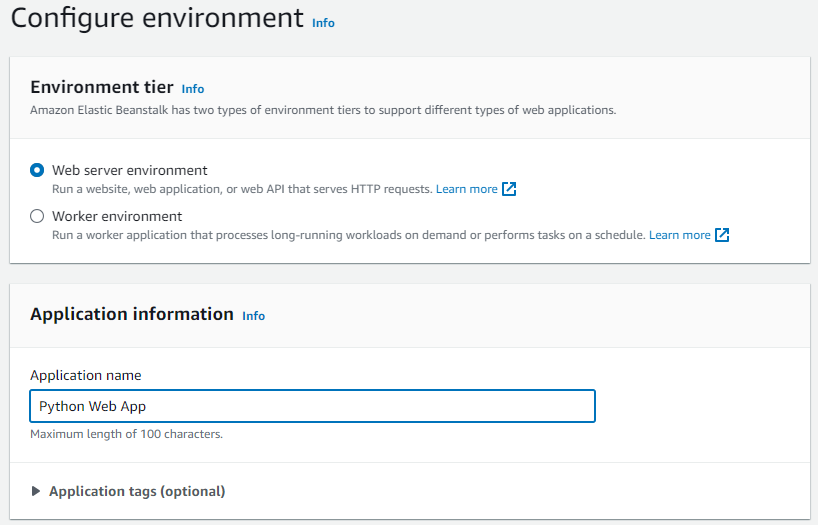 Configure environment Info
Environment tier Info
Amazon Elastic Beanstalk has two types of environment tiers to support different types of web applications.
Web server environment
Run a website, web application, or web API that serves HTTP requests. Learn more
Worker environment
Run a worker application that processes long-running workloads on demand or performs tasks on a schedule. Learn more
Application information Info
Application name
Python Web App
Maximum length of 100 characters.
Application tags (optional)